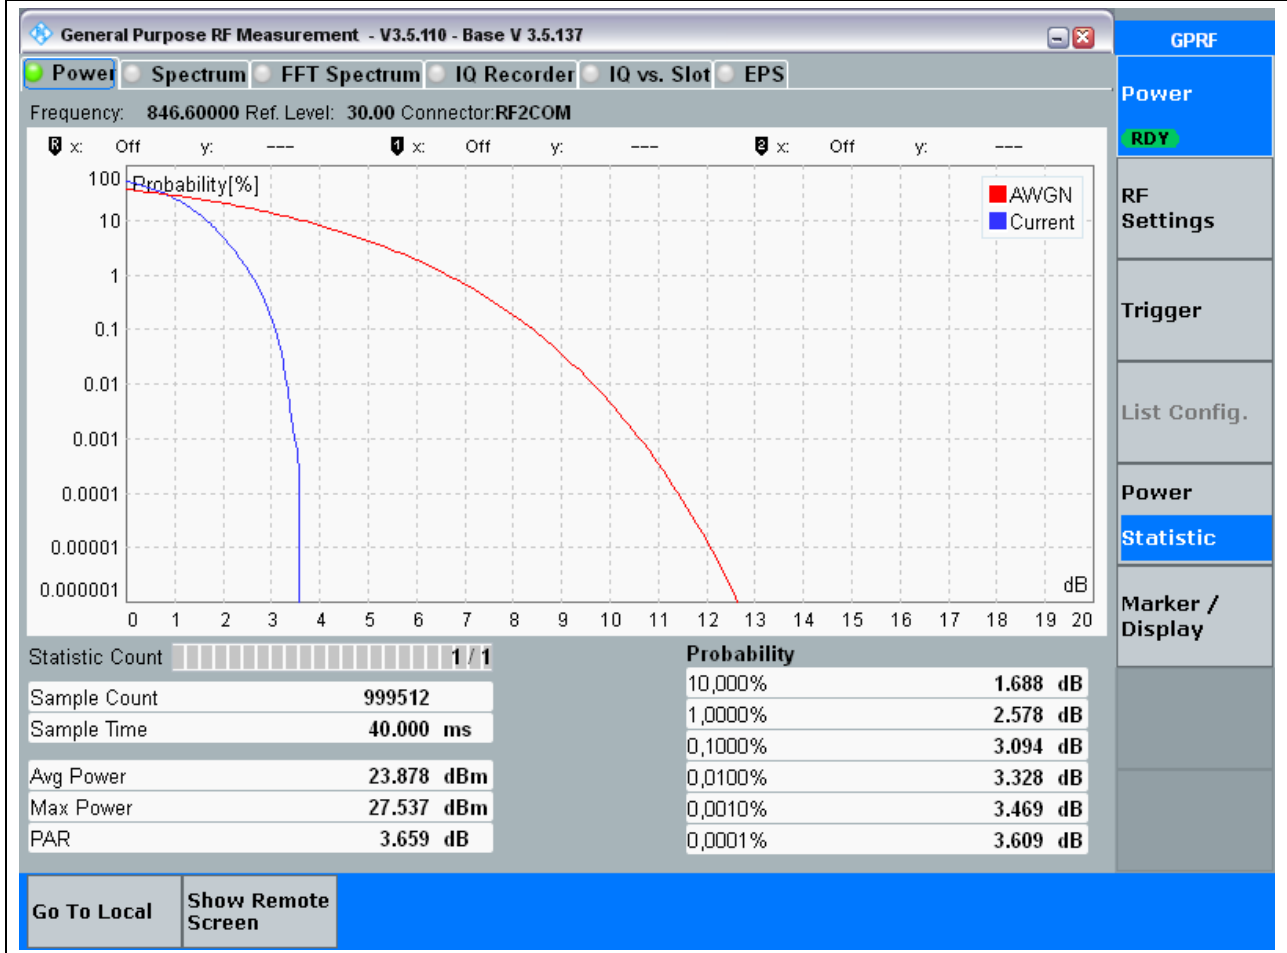 General Purpose RF Measurement - V3.5.110 - Base V 3.5.137
GPRF
Power Spectrum FFT Spectrum IQ Recorder IQ vs. Slot EPS
Power
RDY
Frequency: 846.60000 Ref. Level: 30.00 Connector:RF2COM
R x: Off y: --- 1 x: Off y: --- 2 x: Off y: ---
Probability[%]
AWGN
Current
100
10
1
0.1
0.01
0.001
0.0001
0.00001
0.000001
dB
0 1 2 3 4 5 6 7 8 9 10 11 12 13 14 15 16 17 18 19 20
RF
Settings
Trigger
List Config.
Power
Statistic
Marker /
Display
Statistic Count 1 / 1
Sample Count 999512
Sample Time 40.000 ms
Avg Power 23.878 dBm
Max Power 27.537 dBm
PAR 3.659 dB
Probability
10,000% 1.688 dB
1,0000% 2.578 dB
0,1000% 3.094 dB
0,0100% 3.328 dB
0,0010% 3.469 dB
0,0001% 3.609 dB
Go To Local
Show Remote
Screen